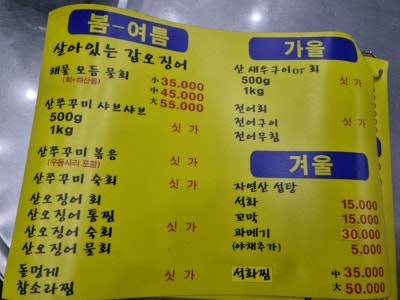 봄-여름
살아있는 갑오징어
해물 모듬 물회 小 35.000
(회+해산물) 中 45.000
大 55.000
산쭈꾸미 샤브샤브
500g 싯가
1kg
산쭈꾸미 볶음 싯가
(우동사리 포함)
산쭈꾸미 숙회 싯가
산오징어 회
산오징어 통찜 싯가
산오징어 숙회
산오징어 물회
돌멍게 싯가
참소라찜
가을
산 새우구이or 회
500g 싯가
1kg
전어회
전어구이 싯가
전어무침
겨울
자연산 섭탕
석화 15.000
꼬막 15.000
과메기 30.000
(야채추가) 5.000
석화찜 中 35.000
大 50.000